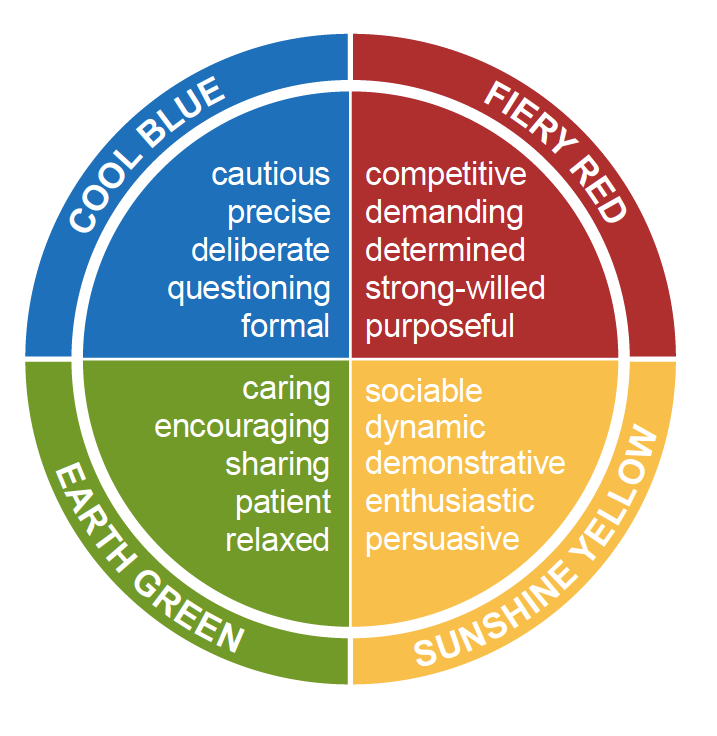 COOL BLUE
cautious
precise
deliberate
questioning
formal
FIERY RED
competitive
demanding
determined
strong-willed
purposeful
EARTH GREEN
caring
encouraging
sharing
patient
relaxed
SUNSHINE YELLOW
sociable
dynamic
demonstrative
enthusiastic
persuasive